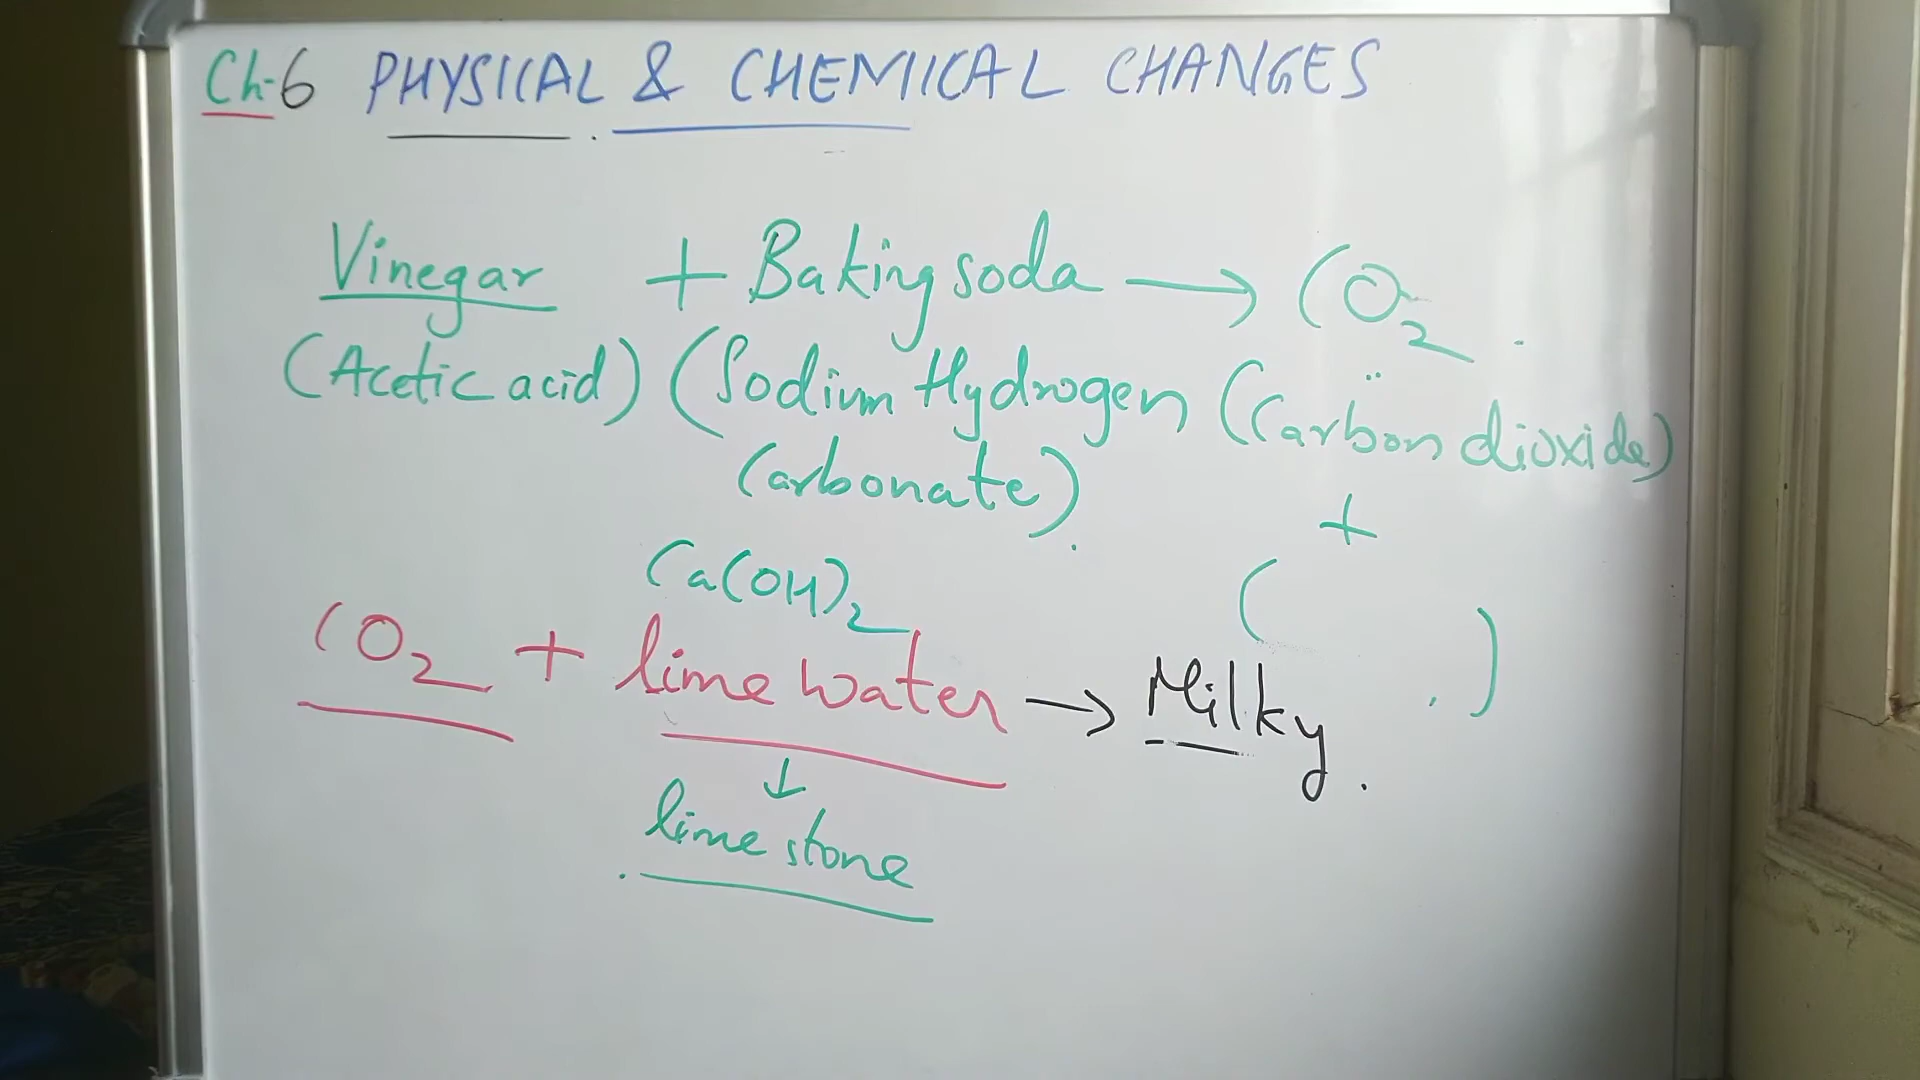 Ch-6 PHYSICAL & CHEMICAL CHANGES
Vinegar + Baking soda → CO₂
(Acetic acid) (Sodium Hydrogen (Carbon dioxide)
Carbonate). +
Ca(OH)₂ ( .)
CO₂ + lime water → Milky.
↓
lime stone